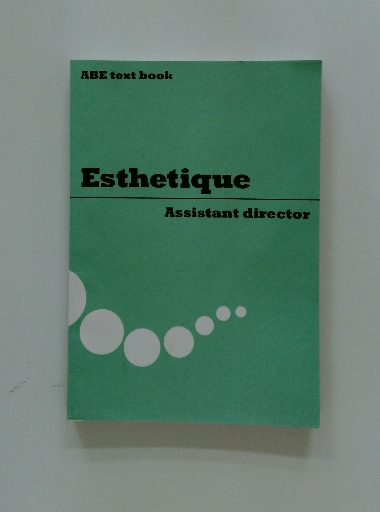 ABE text book
Esthetique
Assistant director